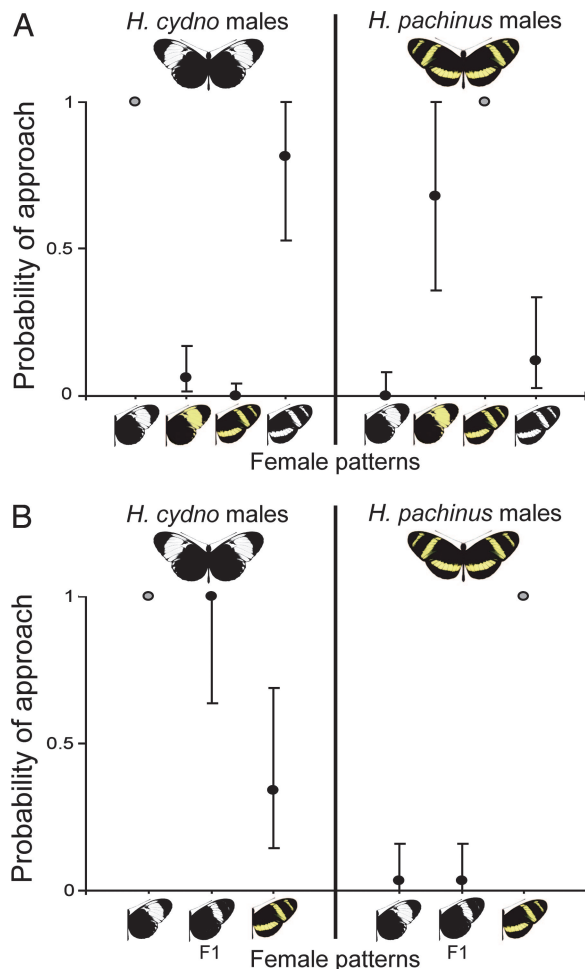 A
H. cydno males
H. pachinus males
Probability of approach
1
0.5
0
Female patterns
B
H. cydno males
H. pachinus males
Probability of approach
1
0.5
0
F1
F1
Female patterns